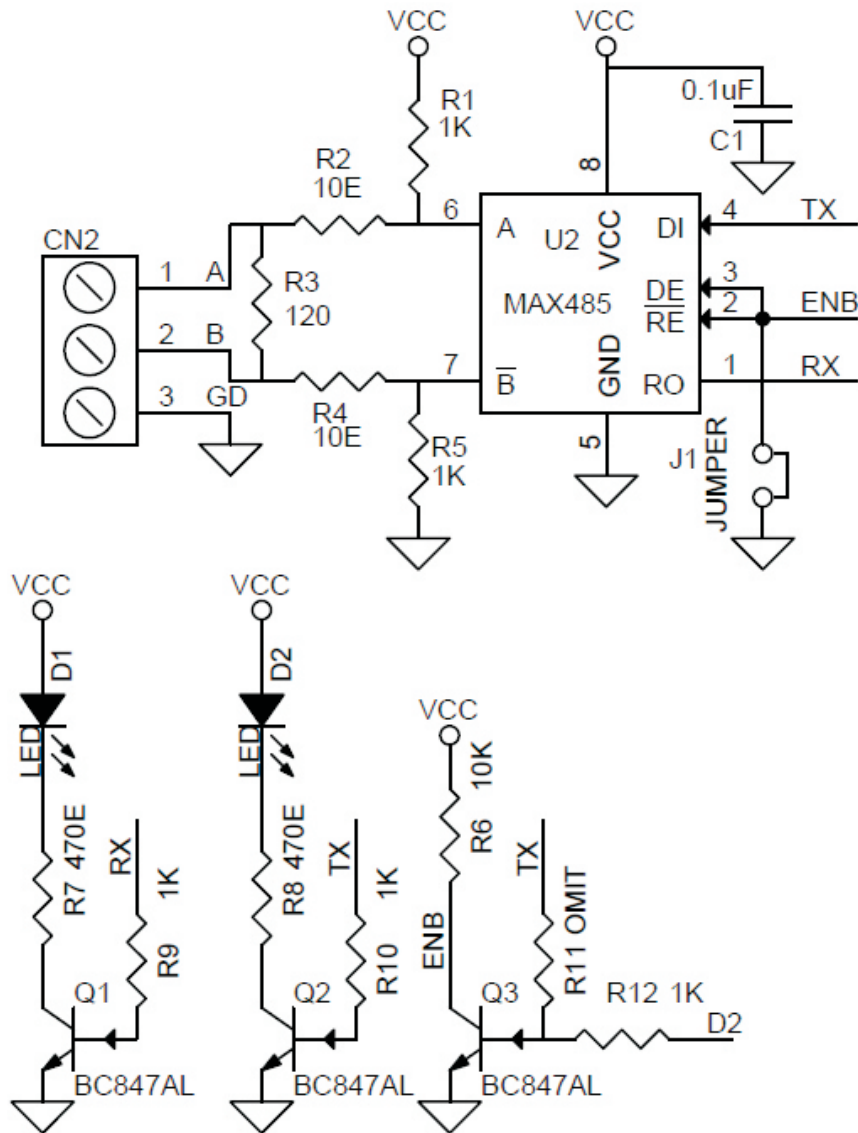 VCC
VCC
R1
1K
0.1uF
C1
R2
10E
8
6
A
U2
VCC
DI
4
TX
CN2
1
A
R3
120
MAX485
DE
3
RE
2
ENB
2
B
GND
7
B
RO
1
RX
3
GD
R4
10E
R5
1K
5
J1
JUMPER
VCC
D1
LED
R7 470E
RX
1K
R9
Q1
BC847AL
VCC
D2
LED
R8 470E
TX
1K
R10
Q2
BC847AL
VCC
10K
R6
ENB
TX
R11 OMIT
Q3
R12 1K
D2
BC847AL